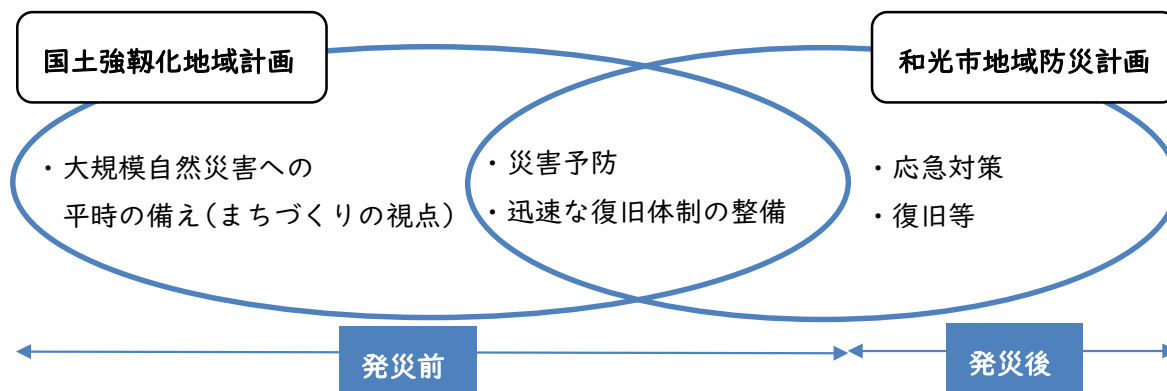 国土強靱化地域計画
和光市地域防災計画
・大規模自然災害への
平時の備え(まちづくりの視点)
・災害予防
・迅速な復旧体制の整備
・応急対策
・復旧等
発災前
発災後